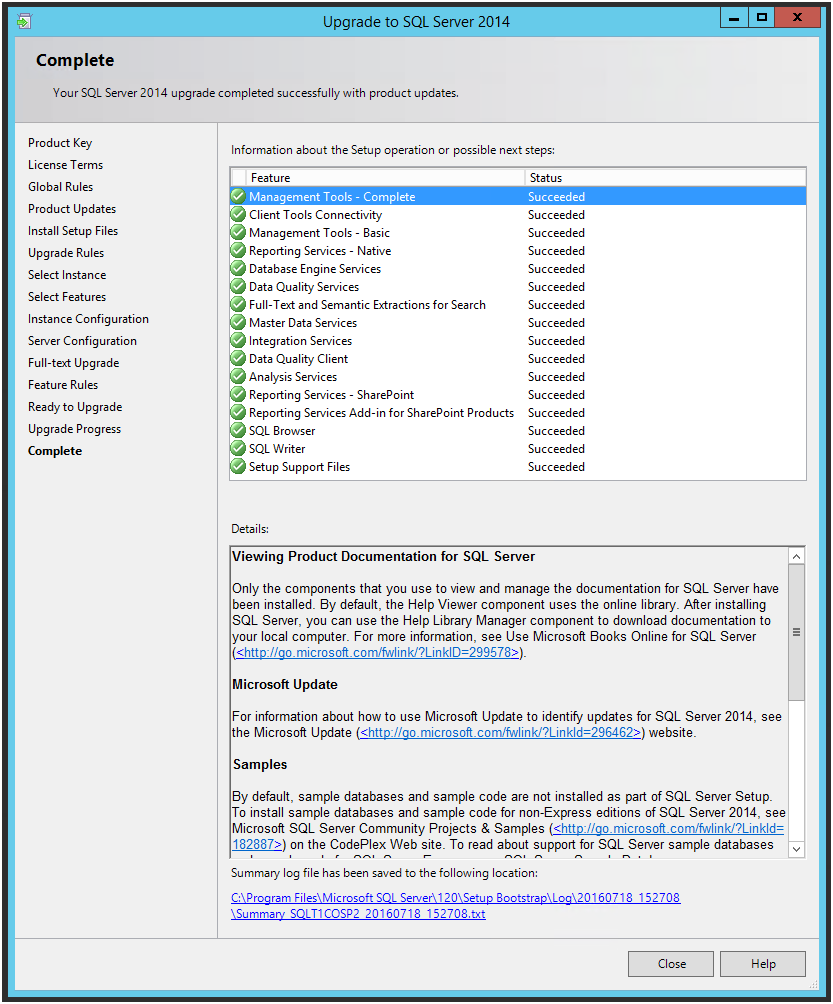 Upgrade to SQL Server 2014
Complete
Your SQL Server 2014 upgrade completed successfully with product updates.
Product Key
License Terms
Global Rules
Product Updates
Install Setup Files
Upgrade Rules
Select Instance
Select Features
Instance Configuration
Server Configuration
Full-text Upgrade
Feature Rules
Ready to Upgrade
Upgrade Progress
Complete
Information about the Setup operation or possible next steps:
Feature Status
Management Tools - Complete Succeeded
Client Tools Connectivity Succeeded
Management Tools - Basic Succeeded
Reporting Services - Native Succeeded
Database Engine Services Succeeded
Data Quality Services Succeeded
Full-Text and Semantic Extractions for Search Succeeded
Master Data Services Succeeded
Integration Services Succeeded
Data Quality Client Succeeded
Analysis Services Succeeded
Reporting Services - SharePoint Succeeded
Reporting Services Add-in for SharePoint Products Succeeded
SQL Browser Succeeded
SQL Writer Succeeded
Setup Support Files Succeeded
Details:
Viewing Product Documentation for SQL Server
Only the components that you use to view and manage the documentation for SQL Server have
been installed. By default, the Help Viewer component uses the online library. After installing
SQL Server, you can use the Help Library Manager component to download documentation to
your local computer. For more information, see Use Microsoft Books Online for SQL Server
(<http://go.microsoft.com/fwlink/?LinkID=299578>).
Microsoft Update
For information about how to use Microsoft Update to identify updates for SQL Server 2014, see
the Microsoft Update (<http://go.microsoft.com/fwlink/?LinkId=296462>) website.
Samples
By default, sample databases and sample code are not installed as part of SQL Server Setup.
To install sample databases and sample code for non-Express editions of SQL Server 2014, see
Microsoft SQL Server Community Projects & Samples (<http://go.microsoft.com/fwlink/?LinkId=
182887>) on the CodePlex Web site. To read about support for SQL Server sample databases
Summary log file has been saved to the following location:
C:\Program Files\Microsoft SQL Server\120\Setup Bootstrap\Log\20160718_152708
\Summary_SQLT1COSP2_20160718_152708.txt
Close Help